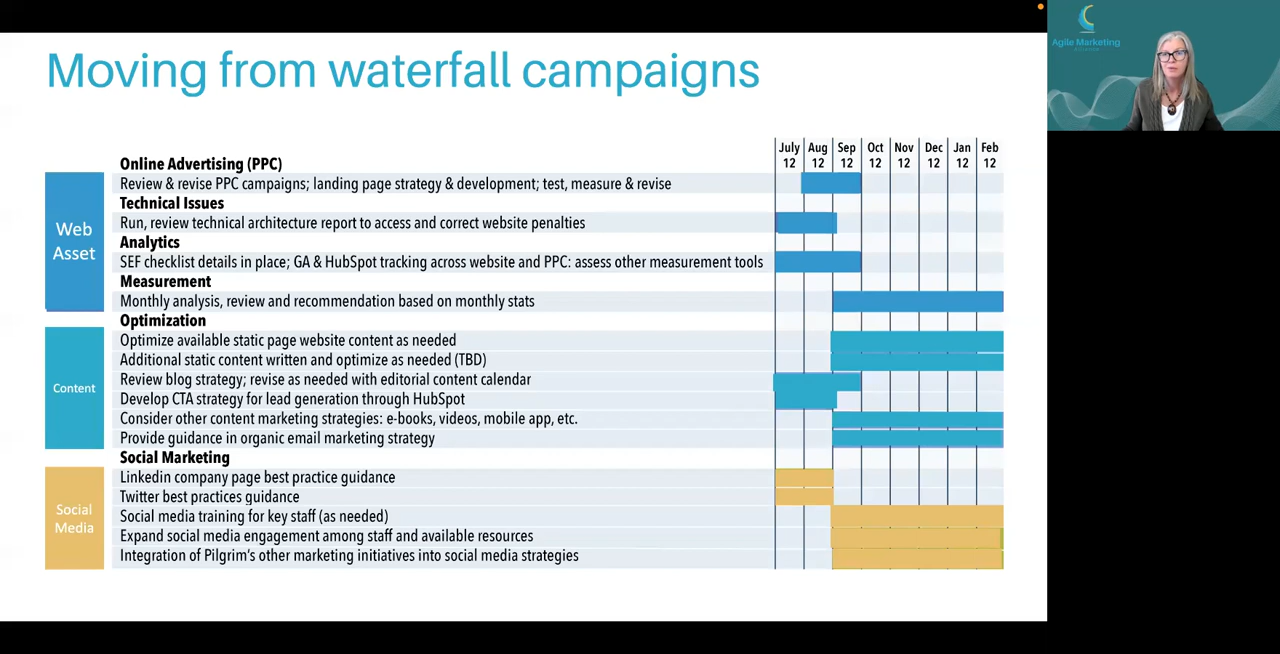 Moving from waterfall campaigns
Agile Marketing
July Aug Sep Oct Nov Dec Jan Feb
12 12 12 12 12 12 12 12
Online Advertising (PPC)
Review & revise PPC campaigns; landing page strategy & development; test, measure & revise
Technical Issues
Run, review technical architecture report to access and correct website penalties
Web
Asset
Analytics
SEF checklist details in place; GA & HubSpot tracking across website and PPC: assess other measurement tools
Measurement
Monthly analysis, review and recommendation based on monthly stats
Optimization
Optimize available static page website content as needed
Additional static content written and optimize as needed (TBD)
Review blog strategy; revise as needed with editorial content calendar
Content
Develop CTA strategy for lead generation through HubSpot
Consider other content marketing strategies: e-books, videos, mobile app, etc.
Provide guidance in organic email marketing strategy
Social Marketing
Linkedin company page best practice guidance
Twitter best practices guidance
Social
Media
Social media training for key staff (as needed)
Expand social media engagement among staff and available resources
Integration of Pilgrim's other marketing initiatives into social media strategies